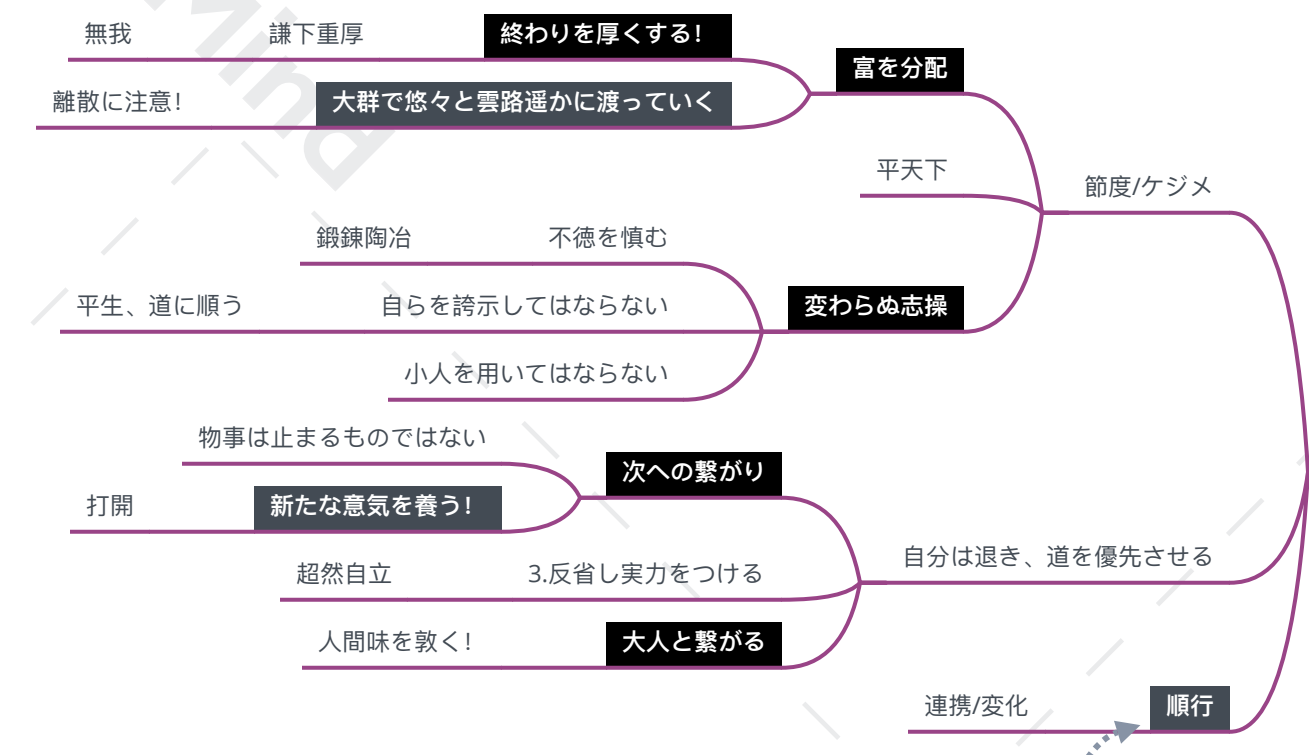 無我
謙下重厚
終わりを厚くする！
富を分配
離散に注意！
大群で悠々と雲路遥かに渡っていく
平天下
節度/ケジメ
鍛錬陶冶
不徳を慎む
平生、道に順う
自らを誇示してはならない
変わらぬ志操
小人を用いてはならない
物事は止まるものではない
次への繋がり
打開
新たな意気を養う！
自分は退き、道を優先させる
超然自立
3.反省し実力をつける
人間味を敦く！
大人と繋がる
連携/変化
順行
Mind